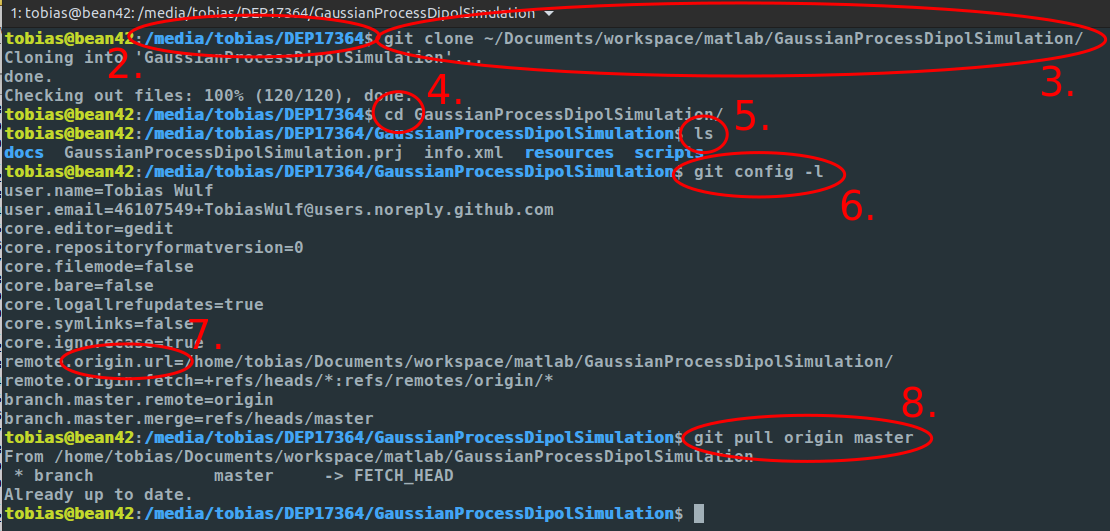 1: tobias@bean42: /media/tobias/DEP17364/GaussianProcessDipolSimulation
tobias@bean42:/media/tobias/DEP17364$ git clone ~/Documents/workspace/matlab/GaussianProcessDipolSimulation/
2.
Cloning into 'GaussianProcessDipolSimulation'...
3.
done.
4.
Checking out files: 100% (120/120), done.
tobias@bean42:/media/tobias/DEP17364$ cd GaussianProcessDipolSimulation/
5.
tobias@bean42:/media/tobias/DEP17364/GaussianProcessDipolSimulation$ ls
docs  GaussianProcessDipolSimulation.prj  info.xml  resources  scripts
tobias@bean42:/media/tobias/DEP17364/GaussianProcessDipolSimulation$ git config -l
user.name=Tobias Wulf
6.
user.email=46107549+TobiasWulf@users.noreply.github.com
core.editor=gedit
core.repositoryformatversion=0
core.filemode=false
core.bare=false
core.logallrefupdates=true
core.symlinks=false
7.
core.ignorecase=true
remote.origin.url=/home/tobias/Documents/workspace/matlab/GaussianProcessDipolSimulation/
remote.origin.fetch=+refs/heads/*:refs/remotes/origin/*
branch.master.remote=origin
8.
branch.master.merge=refs/heads/master
tobias@bean42:/media/tobias/DEP17364/GaussianProcessDipolSimulation$ git pull origin master
From /home/tobias/Documents/workspace/matlab/GaussianProcessDipolSimulation
 * branch            master     -> FETCH_HEAD
Already up to date.
tobias@bean42:/media/tobias/DEP17364/GaussianProcessDipolSimulation$